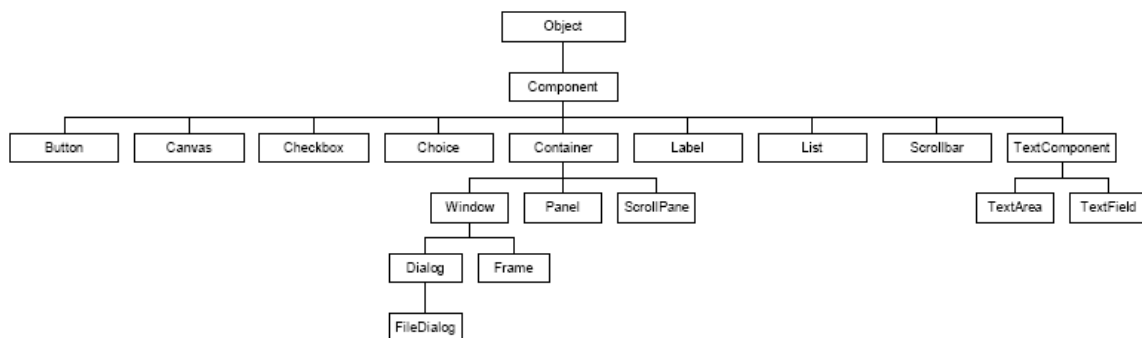 Object
Component
Button
Canvas
Checkbox
Choice
Container
Label
List
Scrollbar
TextComponent
Window
Panel
ScrollPane
TextArea
TextField
Dialog
Frame
FileDialog